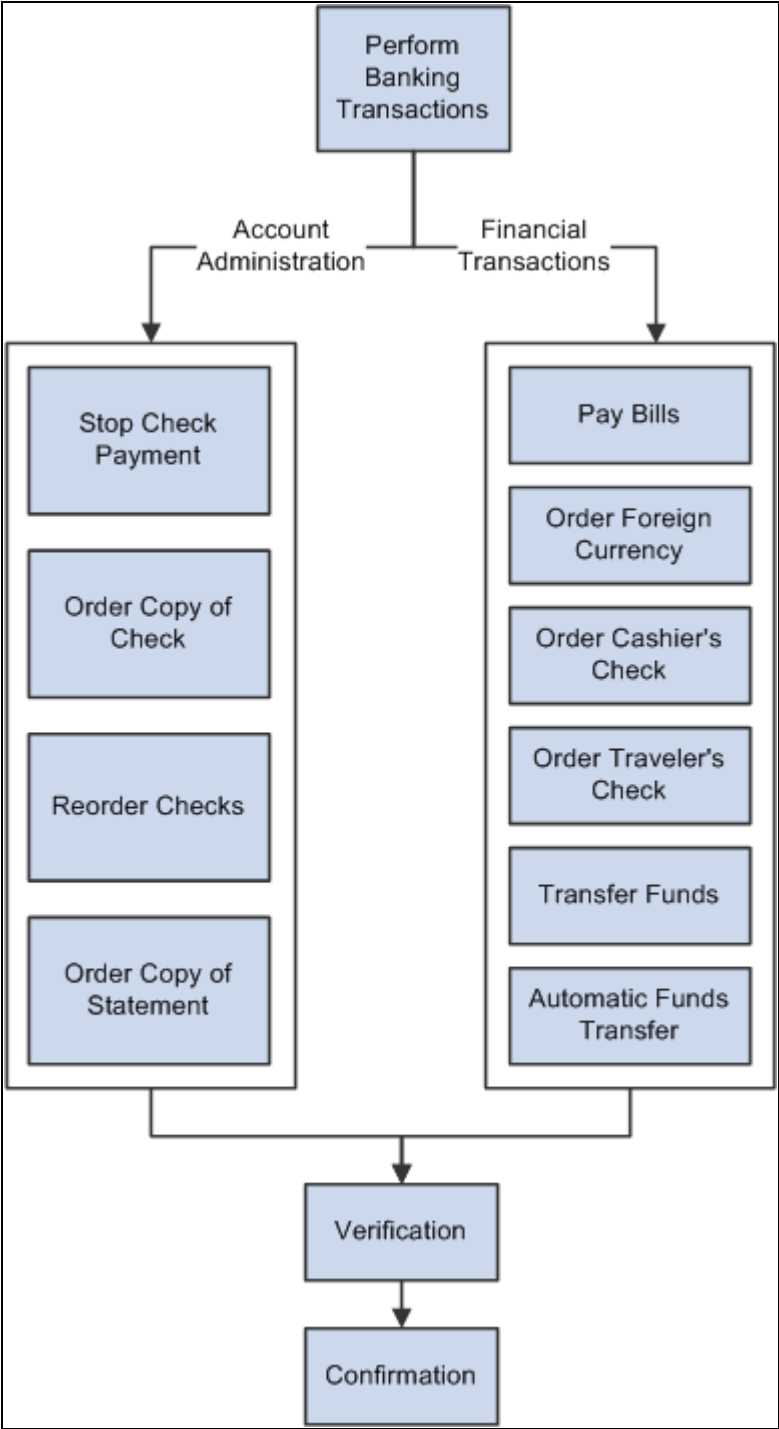 Perform
Banking
Transactions
Account
Administration
Financial
Transactions
Stop Check
Payment
Order Copy of
Check
Reorder Checks
Order Copy of
Statement
Pay Bills
Order Foreign
Currency
Order Cashier's
Check
Order Traveler's
Check
Transfer Funds
Automatic Funds
Transfer
Verification
Confirmation